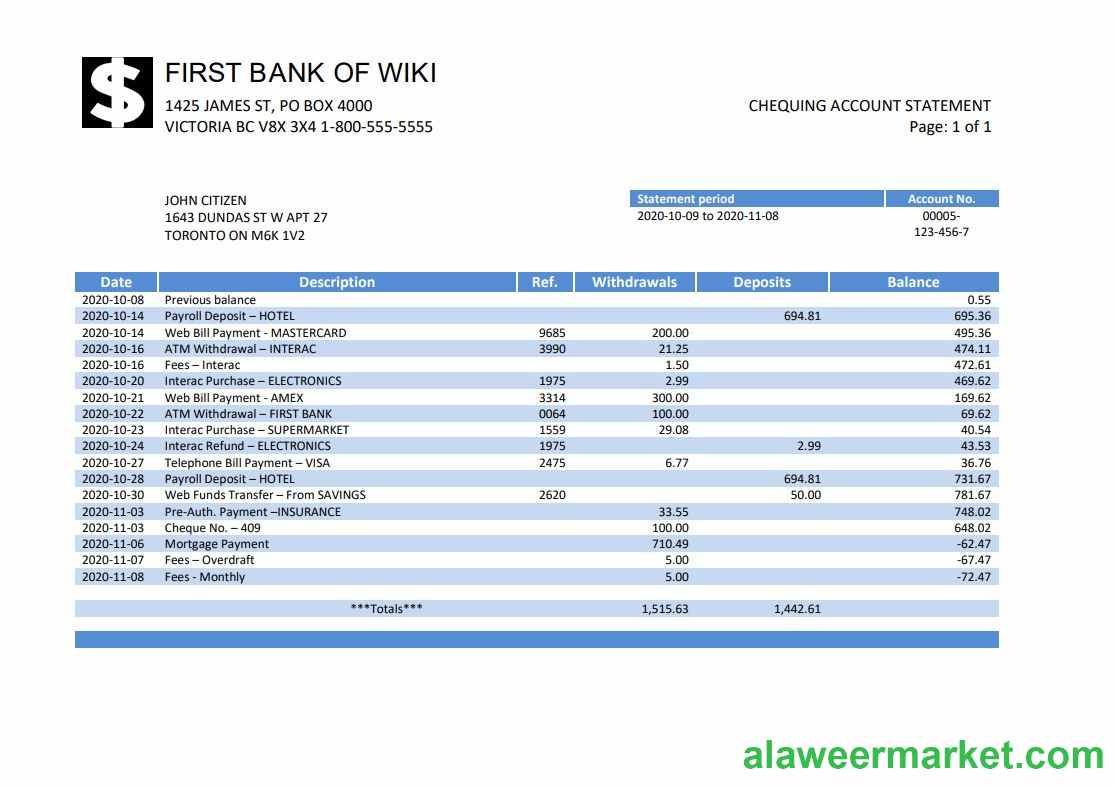 $
FIRST BANK OF WIKI
1425 JAMES ST, PO BOX 4000
VICTORIA BC V8X 3X4 1-800-555-5555
CHEQUING ACCOUNT STATEMENT
Page: 1 of 1
JOHN CITIZEN
1643 DUNDAS ST W APT 27
TORONTO ON M6K 1V2
Statement period Account No.
2020-10-09 to 2020-11-08 00005-
123-456-7
Date Description Ref. Withdrawals Deposits Balance
2020-10-08 Previous balance 0.55
2020-10-14 Payroll Deposit – HOTEL 694.81 695.36
2020-10-14 Web Bill Payment - MASTERCARD 9685 200.00 495.36
2020-10-16 ATM Withdrawal – INTERAC 3990 21.25 474.11
2020-10-16 Fees – Interac 1.50 472.61
2020-10-20 Interac Purchase – ELECTRONICS 1975 2.99 469.62
2020-10-21 Web Bill Payment - AMEX 3314 300.00 169.62
2020-10-22 ATM Withdrawal – FIRST BANK 0064 100.00 69.62
2020-10-23 Interac Purchase – SUPERMARKET 1559 29.08 40.54
2020-10-24 Interac Refund – ELECTRONICS 1975 2.99 43.53
2020-10-27 Telephone Bill Payment – VISA 2475 6.77 36.76
2020-10-28 Payroll Deposit – HOTEL 694.81 731.67
2020-10-30 Web Funds Transfer – From SAVINGS 2620 50.00 781.67
2020-11-03 Pre-Auth. Payment –INSURANCE 33.55 748.02
2020-11-03 Cheque No. – 409 100.00 648.02
2020-11-06 Mortgage Payment 710.49 -62.47
2020-11-07 Fees – Overdraft 5.00 -67.47
2020-11-08 Fees - Monthly 5.00 -72.47
***Totals*** 1,515.63 1,442.61
alaweermarket.com